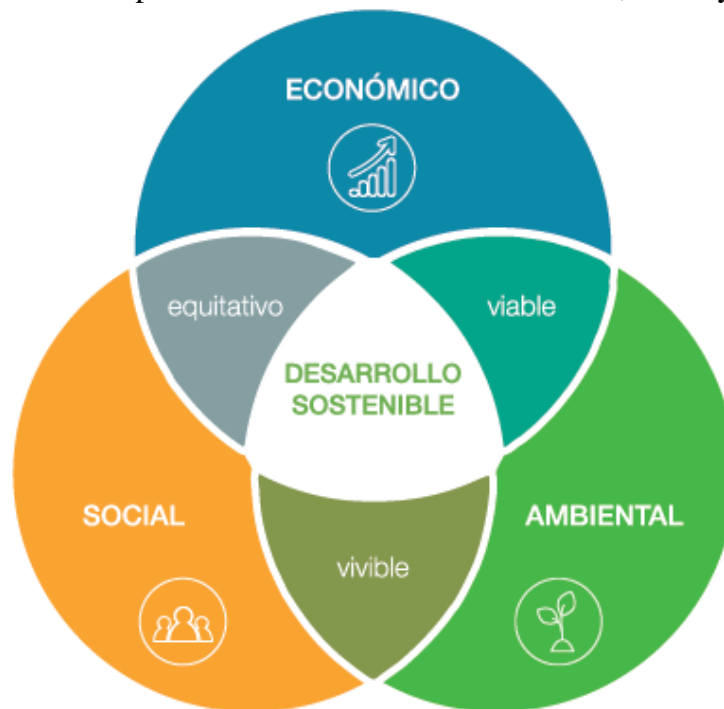 ECONÓMICO
equitativo
viable
DESARROLLO
SOSTENIBLE
SOCIAL
AMBIENTAL
vivible